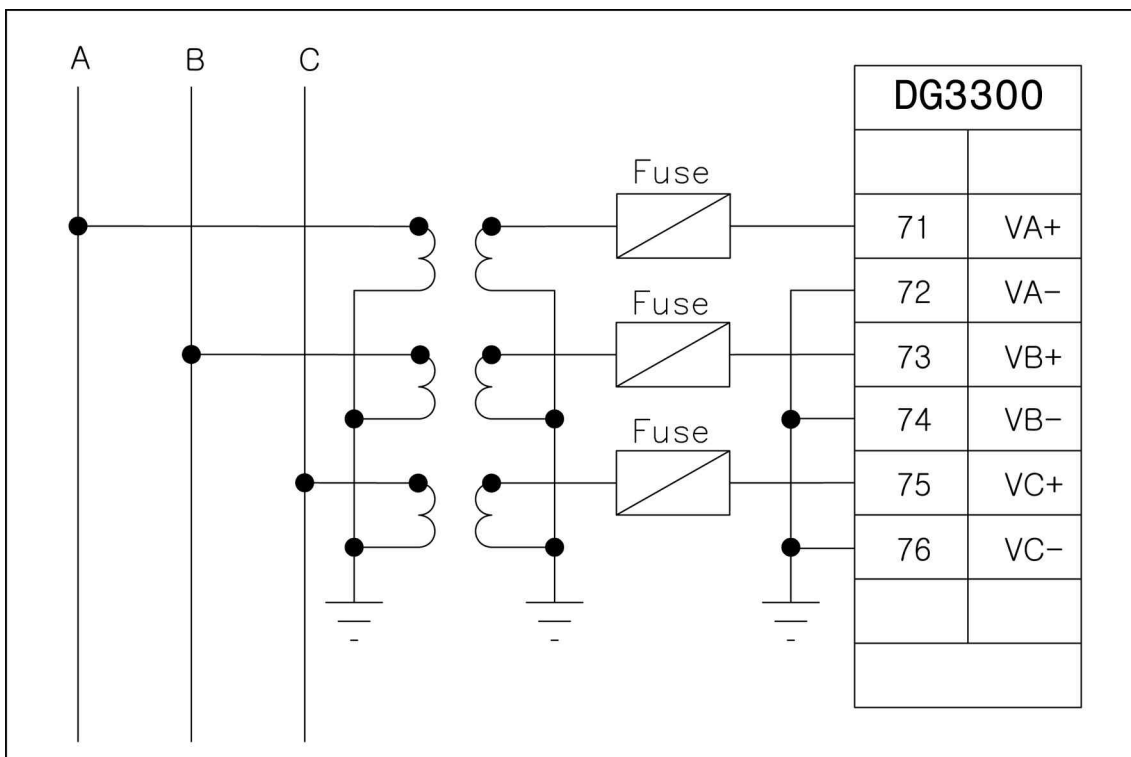 A B C
DG3300
Fuse
71 VA+
72 VA-
Fuse
73 VB+
74 VB-
Fuse
75 VC+
76 VC-